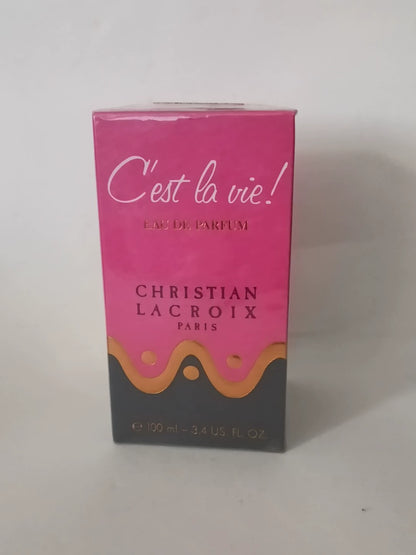 C'est la vie!
EAU DE PARFUM
CHRISTIAN
LACROIX
PARIS
℮ 100 ml - 3.4 US. FL. OZ.